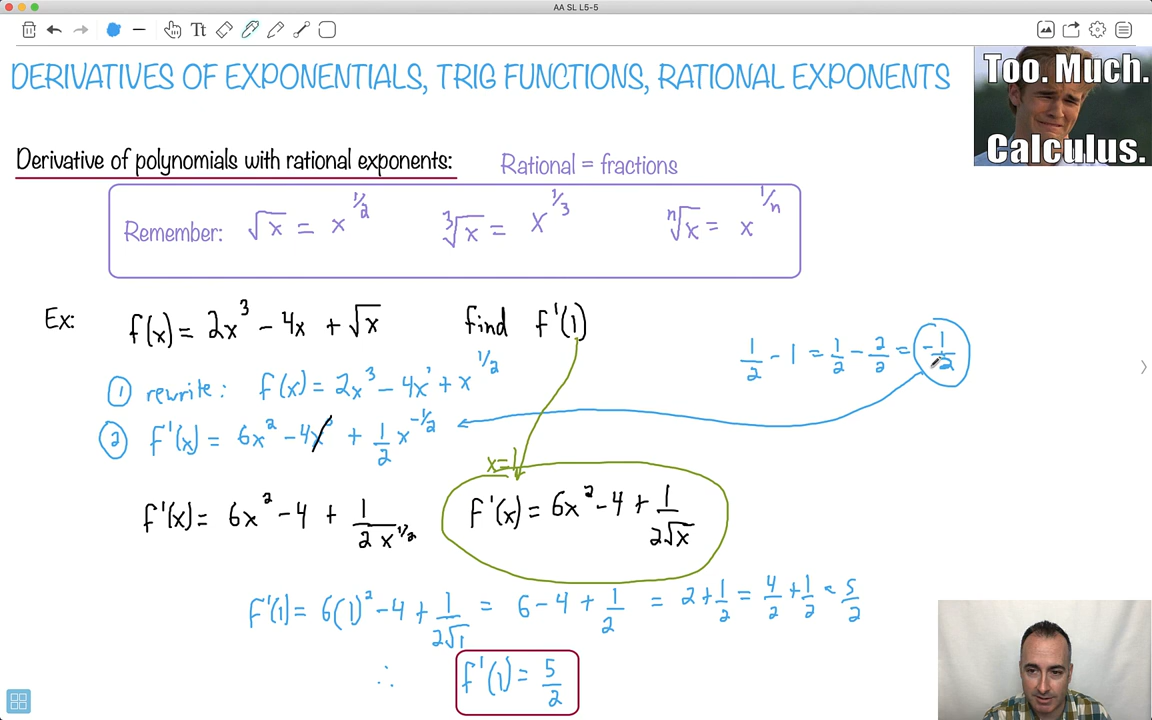 AA SL L5-5
Tt
DERIVATIVES OF EXPONENTIALS, TRIG FUNCTIONS, RATIONAL EXPONENTS
Too. Much.
Calculus.
Derivative of polynomials with rational exponents:
Rational = fractions
Remember: √x = x^(1/2) ∛x = x^(1/3) ⁿ√x = x^(1/n)
Ex: f(x) = 2x³ - 4x + √x find f'(1)
1/2 - 1 = 1/2 - 2/2 = -1/2
① rewrite: f(x) = 2x³ - 4x¹ + x^(1/2)
② f'(x) = 6x² - 4x⁰ + 1/2 x^(-1/2)
x=1
f'(x) = 6x² - 4 + 1/(2x^(1/2))
f'(x) = 6x² - 4 + 1/(2√x)
f'(1) = 6(1)² - 4 + 1/(2√1) = 6 - 4 + 1/2 = 2 + 1/2 = 4/2 + 1/2 = 5/2
∴ f'(1) = 5/2